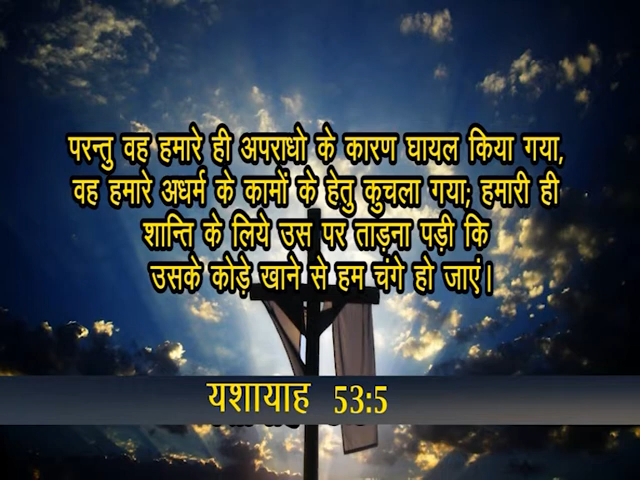 परन्तु वह हमारे ही अपराधो के कारण घायल किया गया,
वह हमारे अधर्म के कामों के हेतु कुचला गया; हमारी ही
शान्ति के लिये उस पर ताड़ना पड़ी कि
उसके कोड़े खाने से हम चंगे हो जाएं।
यशायाह 53:5